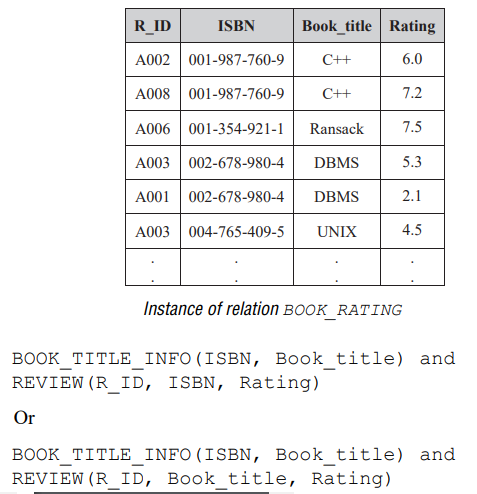 R_ID ISBN Book_title Rating
A002 001-987-760-9 C++ 6.0
A008 001-987-760-9 C++ 7.2
A006 001-354-921-1 Ransack 7.5
A003 002-678-980-4 DBMS 5.3
A001 002-678-980-4 DBMS 2.1
A003 004-765-409-5 UNIX 4.5
. . . .
. . . .
Instance of relation BOOK_RATING
BOOK_TITLE_INFO(ISBN, Book_title) and
REVIEW(R_ID, ISBN, Rating)
Or
BOOK_TITLE_INFO(ISBN, Book_title) and
REVIEW(R_ID, Book_title, Rating)